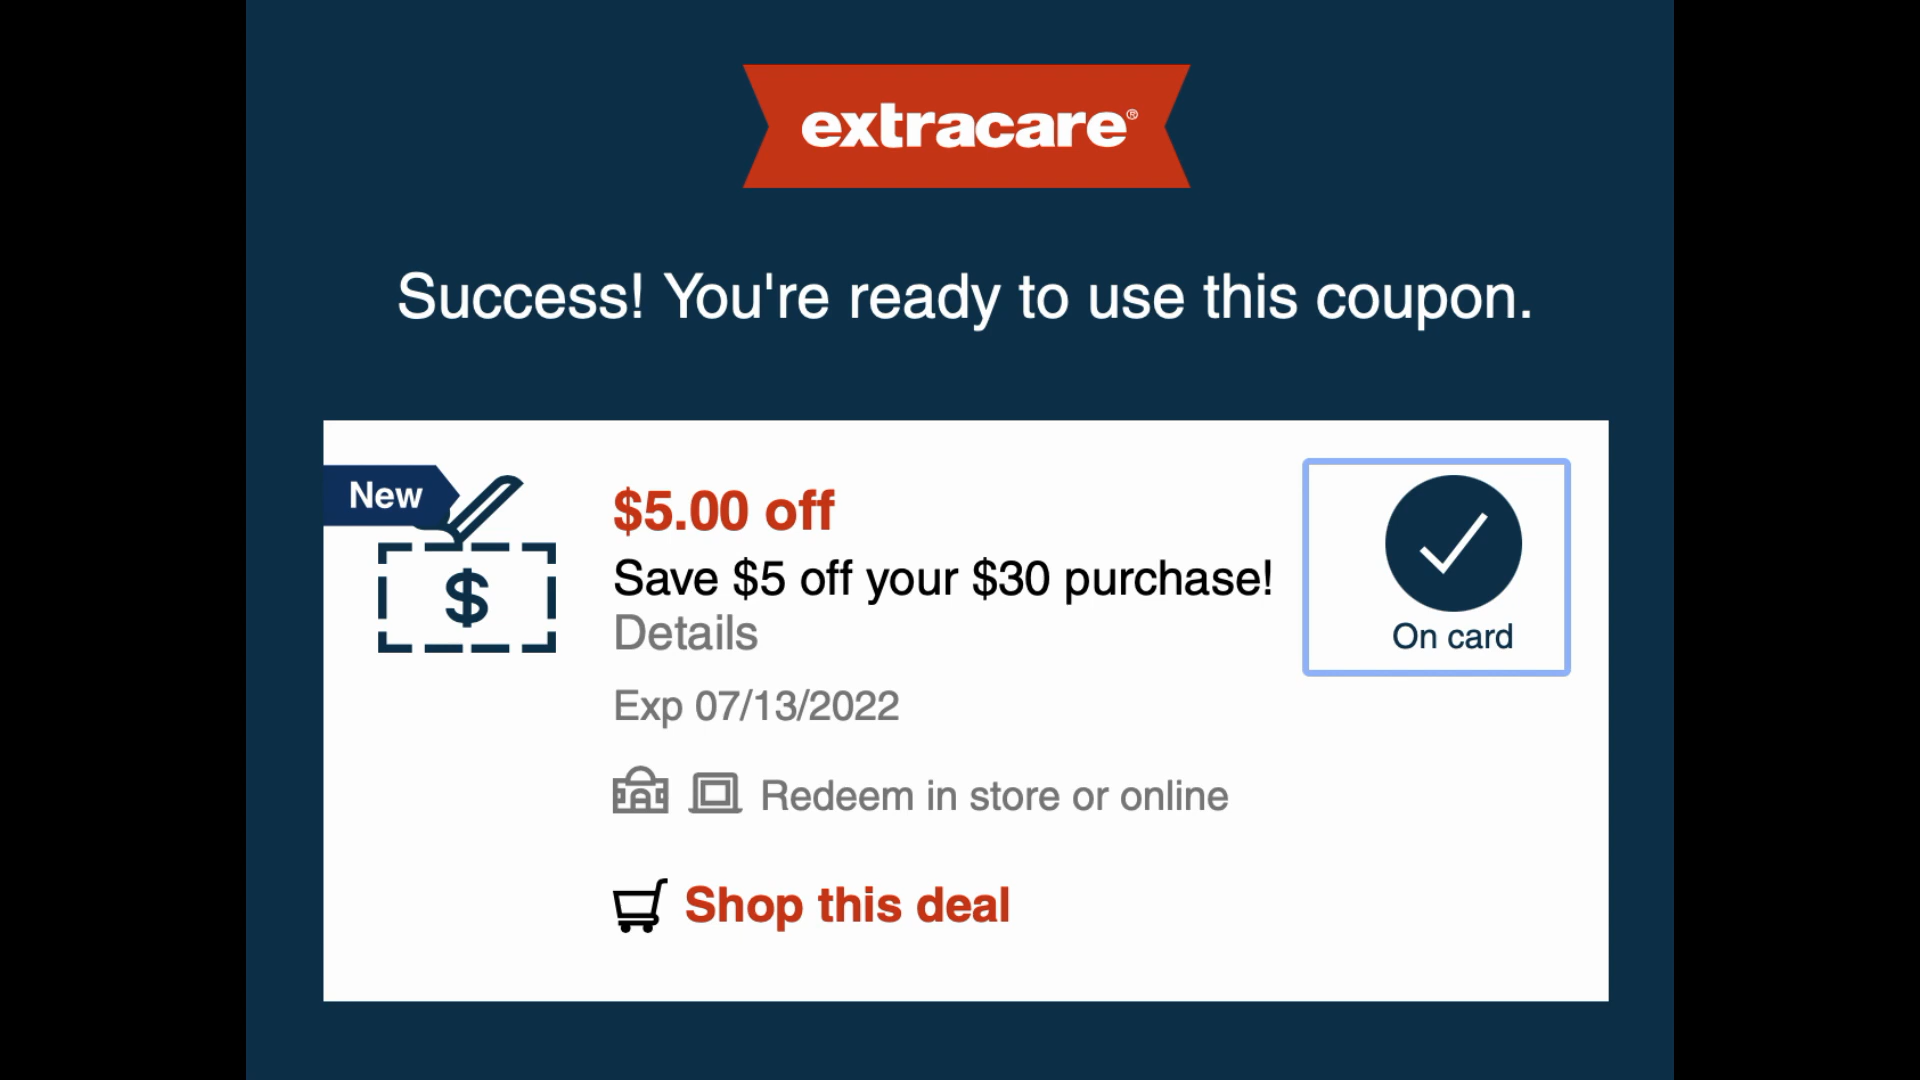 extracare®
Success! You're ready to use this coupon.
New
$
$5.00 off
Save $5 off your $30 purchase!
Details
On card
Exp 07/13/2022
Redeem in store or online
Shop this deal